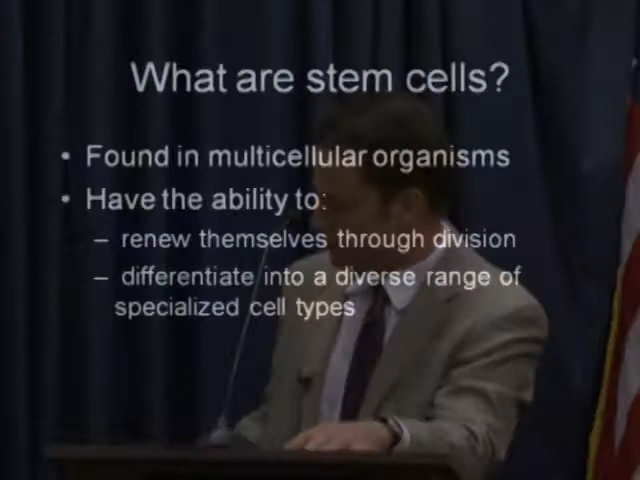 What are stem cells?
• Found in multicellular organisms
• Have the ability to:
– renew themselves through division
– differentiate into a diverse range of
specialized cell types